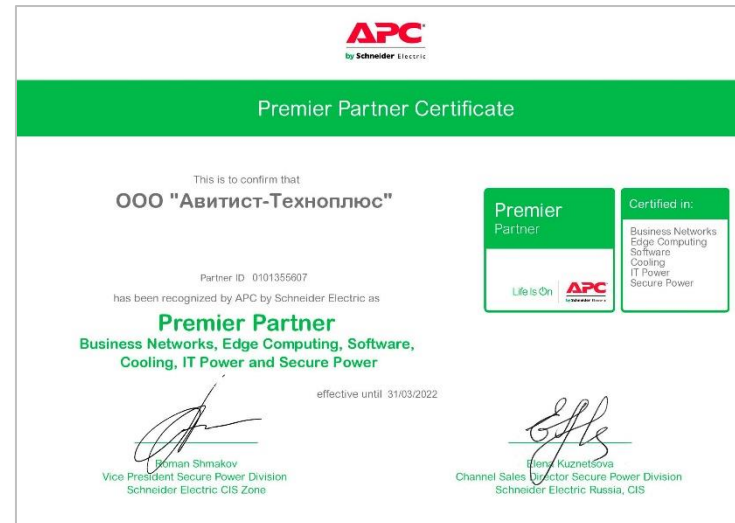 APC
by Schneider Electric
Premier Partner Certificate
This is to confirm that
ООО "Авитист-Техноплюс"
Partner ID 0101355607
has been recognized by APC by Schneider Electric as
Premier Partner
Business Networks, Edge Computing, Software,
Cooling, IT Power and Secure Power
effective until 31/03/2022
Premier
Partner
Life Is On
APC
by Schneider Electric
Certified in:
Business Networks
Edge Computing
Software
Cooling
IT Power
Secure Power
Roman Shmakov
Vice President Secure Power Division
Schneider Electric CIS Zone
Elena Kuznetsova
Channel Sales Director Secure Power Division
Schneider Electric Russia, CIS